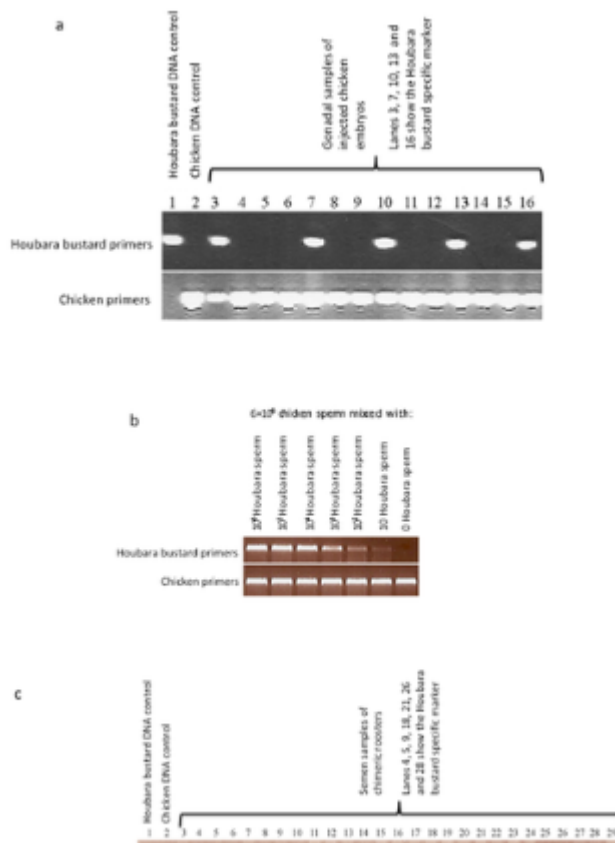 a
Houbara bustard DNA control
Chicken DNA control
Gonadal samples of
injected chicken
embryos
Lanes 3, 7, 10, 13 and
16 show the Houbara
bustard specific marker
1 2 3 4 5 6 7 8 9 10 11 12 13 14 15 16
Houbara bustard primers
Chicken primers
b
chicken sperm mixed with:
Houbara sperm
Houbara sperm
Houbara sperm
Houbara sperm
Houbara sperm
10 Houbara sperm
0 Houbara sperm
Houbara bustard primers
Chicken primers
c
Houbara bustard DNA control
Chicken DNA control
Semen samples of
chimeric roosters
Lanes 4, 5, 9, 18, 21, 26
and 28 show the Houbara
bustard specific marker
1 2 3 4 5 6 7 8 9 10 11 12 13 14 15 16 17 18 19 20 21 22 23 24 25 26 27 28 29